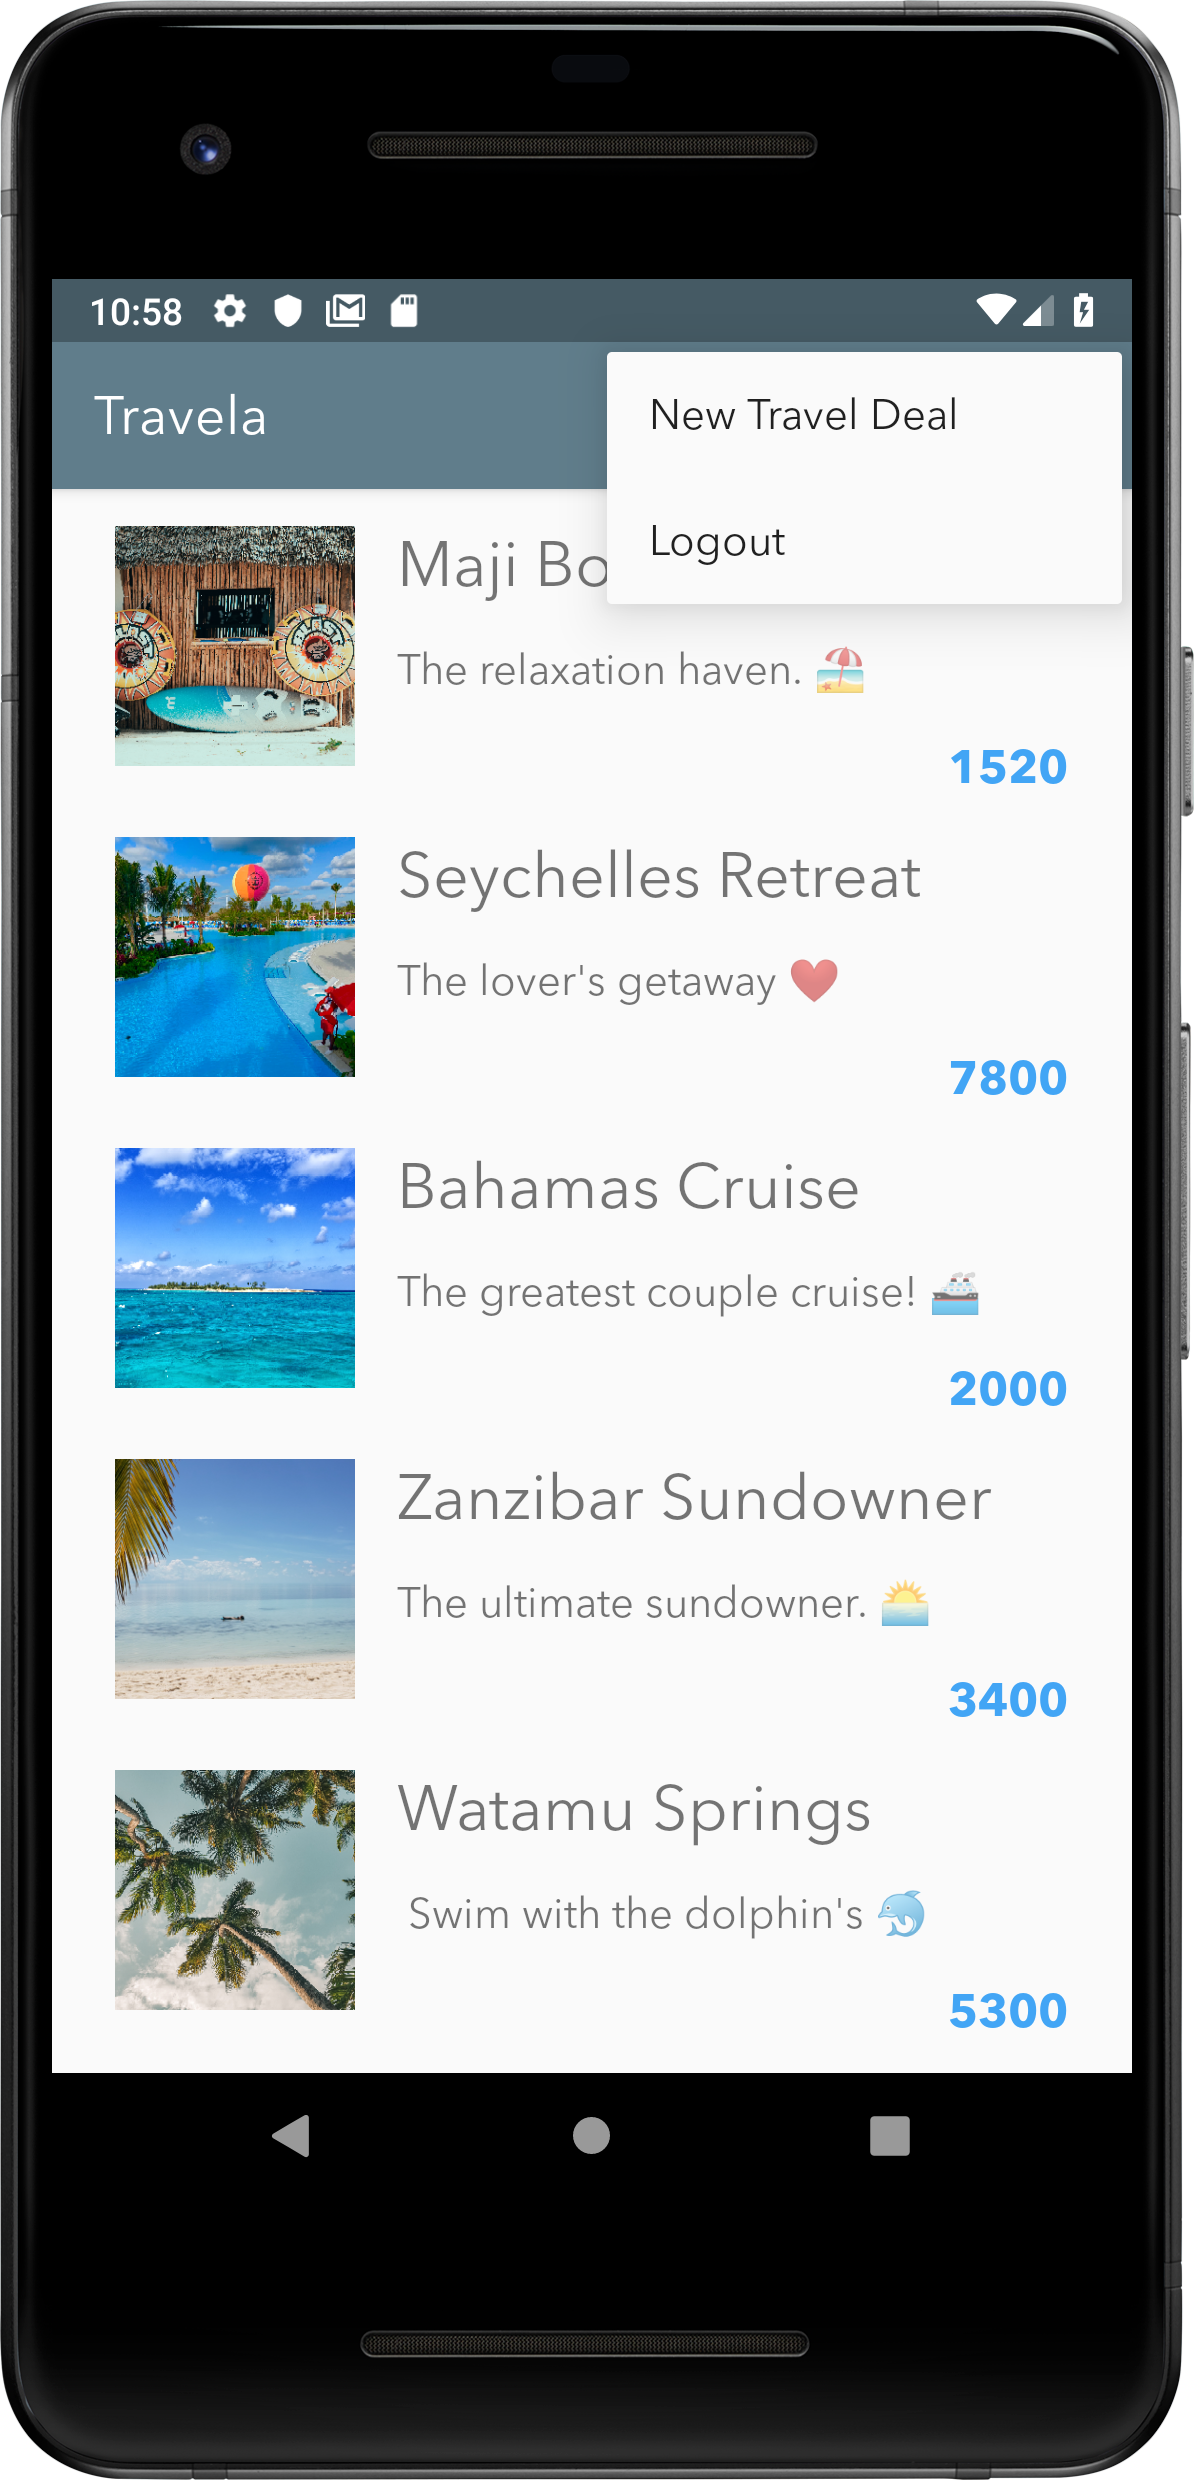 10:58
Travela
New Travel Deal
Logout
Maji
The relaxation haven. 🏖️
1520
Seychelles Retreat
The lover's getaway ❤️
7800
Bahamas Cruise
The greatest couple cruise! 🛳️
2000
Zanzibar Sundowner
The ultimate sundowner. 🌅
3400
Watamu Springs
Swim with the dolphin's 🐬
5300